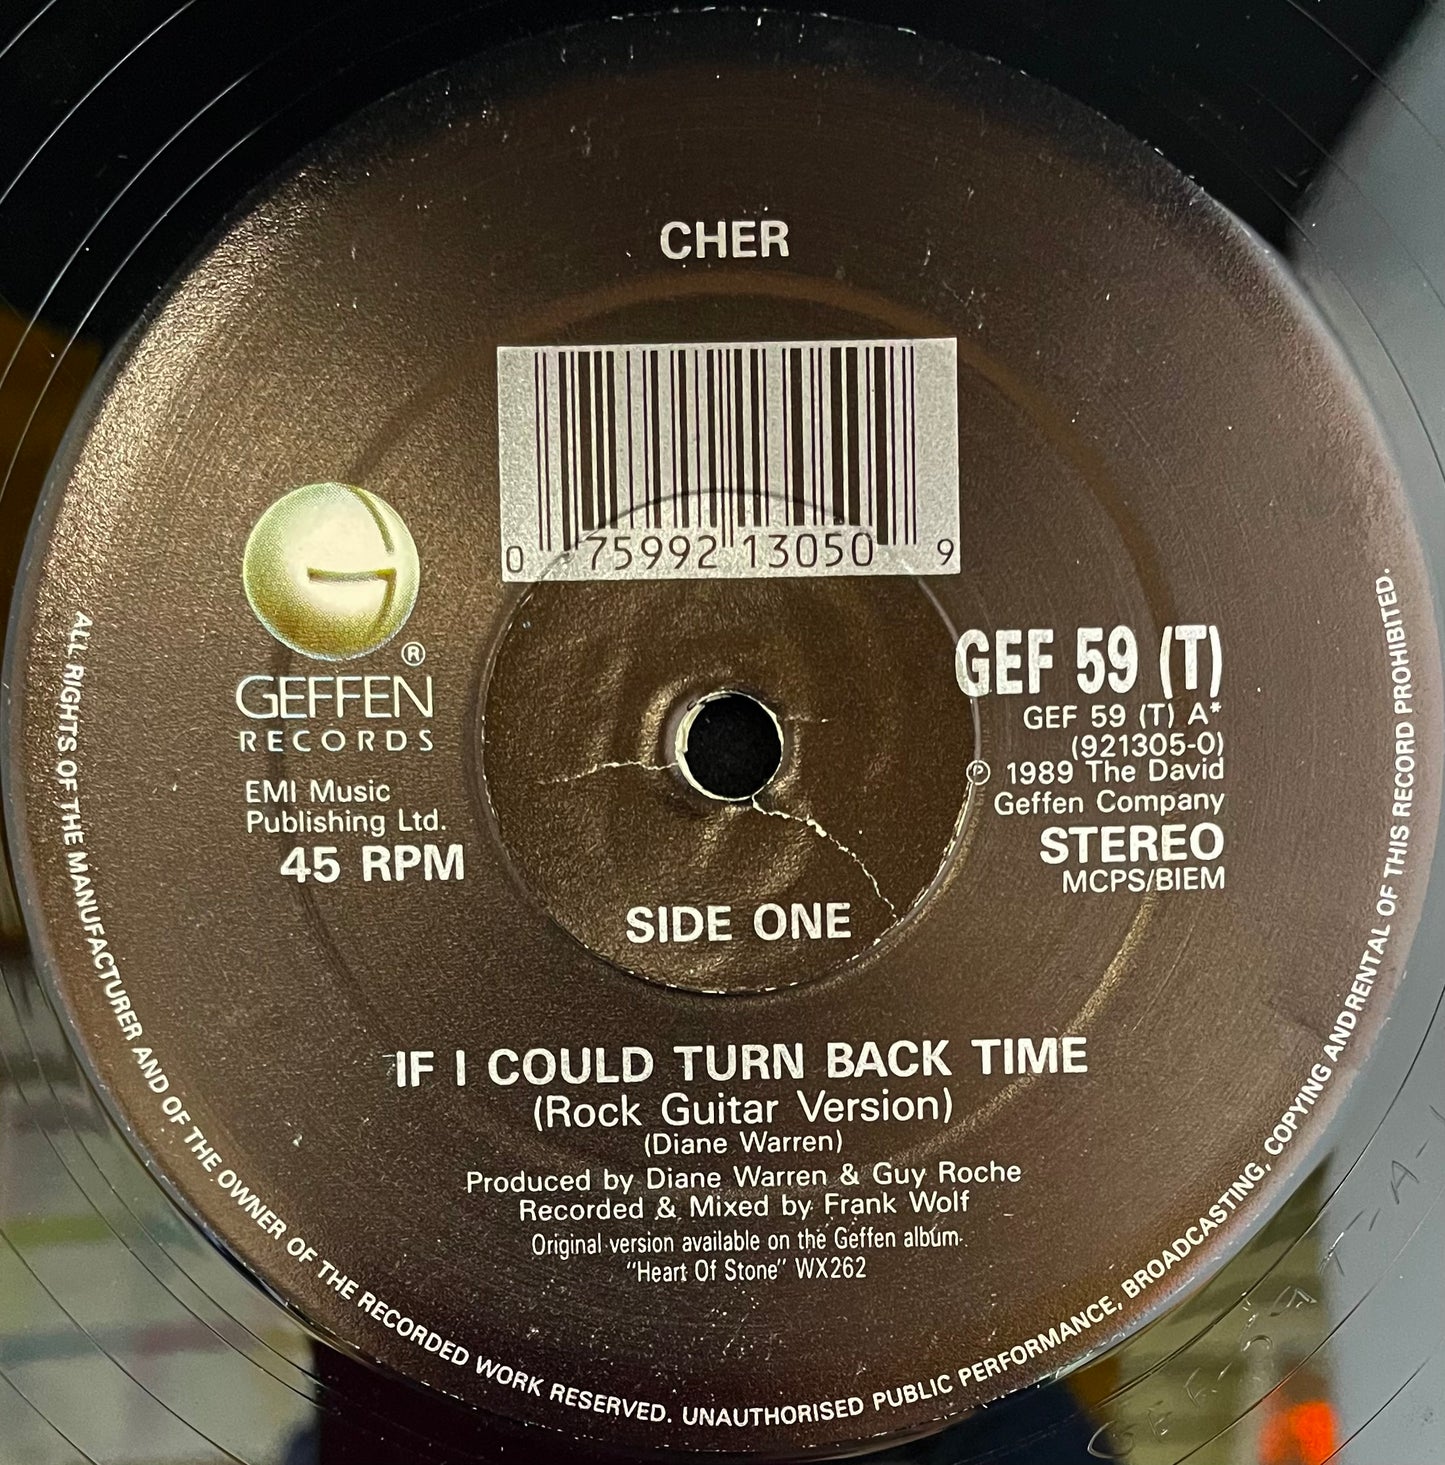 CHER
0 75992 13050 9
®
GEFFEN
RECORDS
EMI Music
Publishing Ltd.
45 RPM
GEF 59 (T)
GEF 59 (T) A*
(921305-0)
℗ 1989 The David
Geffen Company
STEREO
MCPS/BIEM
SIDE ONE
IF I COULD TURN BACK TIME
(Rock Guitar Version)
(Diane Warren)
Produced by Diane Warren & Guy Roche
Recorded & Mixed by Frank Wolf
Original version available on the Geffen album
"Heart Of Stone" WX262
ALL RIGHTS OF THE MANUFACTURER AND OF THE OWNER OF THE RECORDED WORK RESERVED. UNAUTHORISED PUBLIC PERFORMANCE, BROADCASTING, COPYING AND RENTAL OF THIS RECORD PROHIBITED.